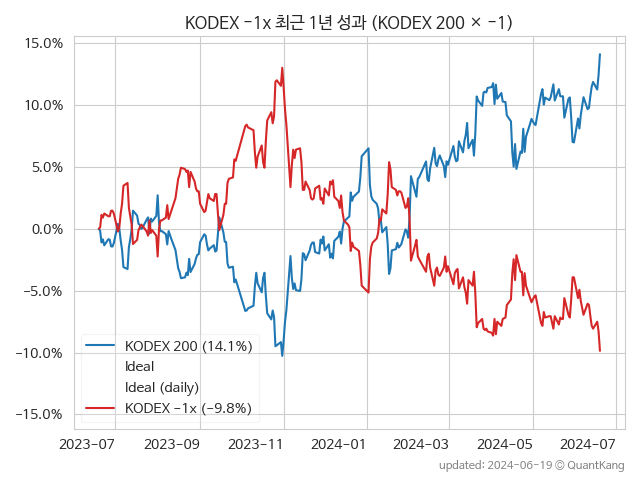 KODEX -1x 최근 1년 성과 (KODEX 200 × -1)
15.0%
10.0%
5.0%
0.0%
-5.0%
-10.0%
-15.0%
KODEX 200 (14.1%)
Ideal
Ideal (daily)
KODEX -1x (-9.8%)
2023-07 2023-09 2023-11 2024-01 2024-03 2024-05 2024-07
updated: 2024-06-19 @ QuantKang